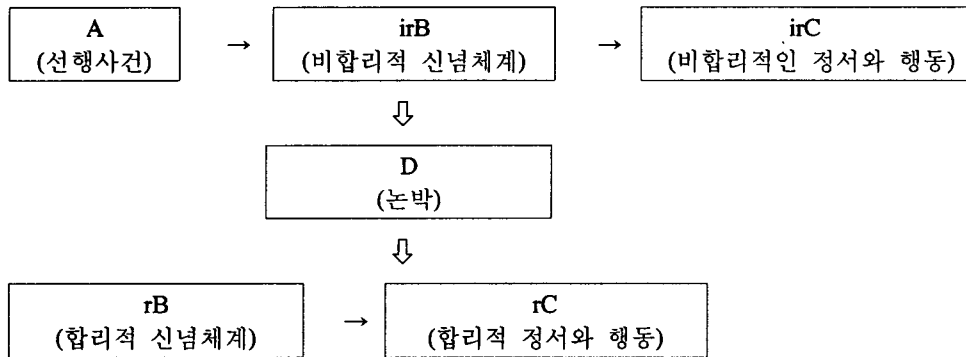 A
(선행사건)
→
irB
(비합리적 신념체계)
→
irC
(비합리적인 정서와 행동)
⇩
D
(논박)
⇩
rB
(합리적 신념체계)
→
rC
(합리적 정서와 행동)